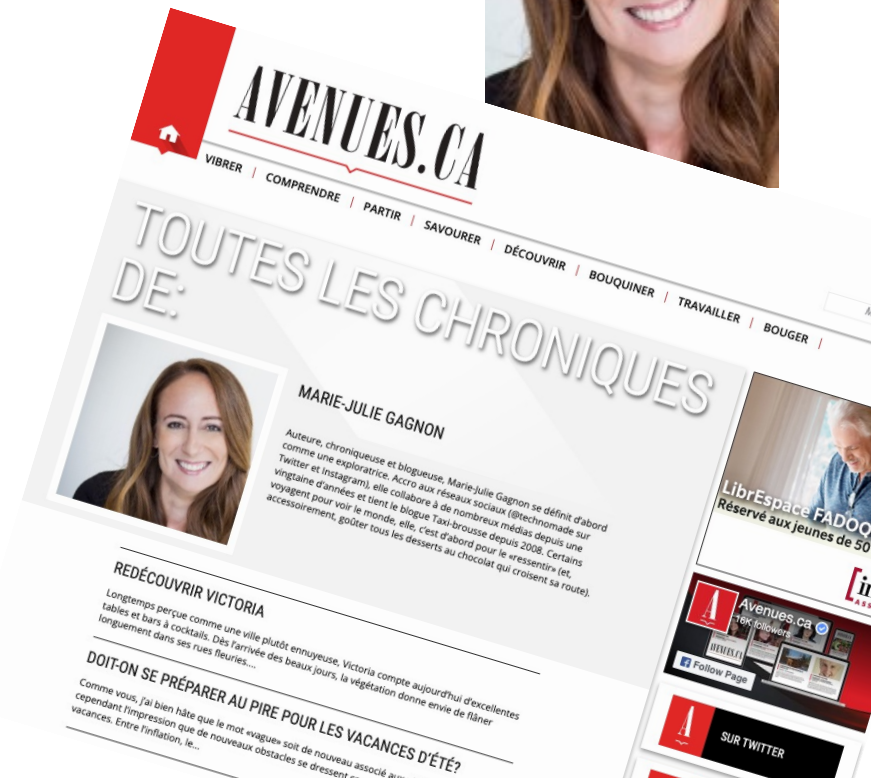 AVENUES.CA
VIBRER | COMPRENDRE | PARTIR | SAVOURER | DÉCOUVRIR | BOUQUINER | TRAVAILLER | BOUGER |
TOUTES LES CHRONIQUES
DE:
MARIE-JULIE GAGNON
Auteure, chroniqueuse et blogueuse, Marie-Julie Gagnon se définit d'abord
comme une exploratrice. Accro aux réseaux sociaux (@technomade sur
Twitter et Instagram), elle collabore à de nombreux médias depuis une
vingtaine d'années et tient le blogue Taxi-brousse depuis 2008. Certains
voyagent pour voir le monde, elle, c'est d'abord pour le «ressentir» (et,
accessoirement, goûter tous les desserts au chocolat qui croisent sa route).
REDÉCOUVRIR VICTORIA
Longtemps perçue comme une ville plutôt ennuyeuse, Victoria compte aujourd'hui d'excellentes
tables et bars à cocktails. Dès l'arrivée des beaux jours, la végétation donne envie de flâner
longuement dans ses rues fleuries....
DOIT-ON SE PRÉPARER AU PIRE POUR LES VACANCES D'ÉTÉ?
Comme vous, j'ai bien hâte que le mot «vague» soit de nouveau associé
cependant l'impression que de nouveaux obstacles se dressent
vacances. Entre l'inflation, le...
LibrEspace FADOQ
Réservé aux jeunes de 50
Avenues.ca
16K followers
AVENUES.CA
Follow Page
A
SUR TWITTER